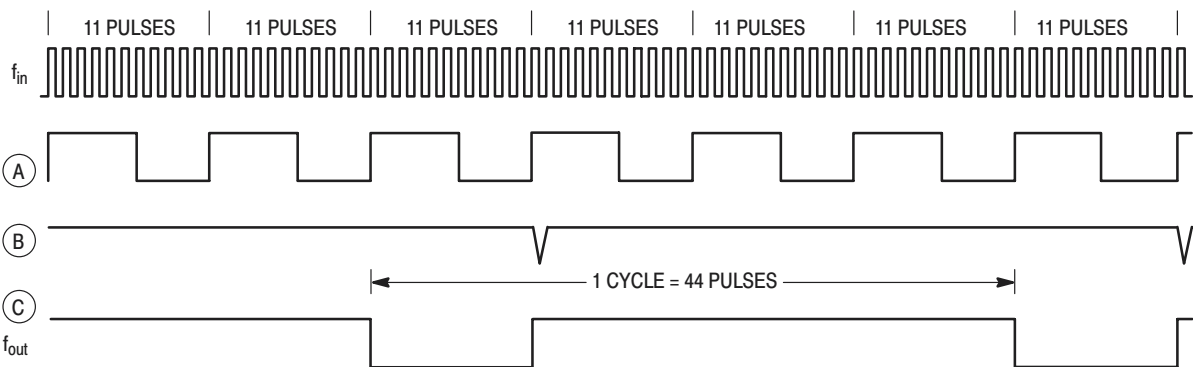 11 PULSES 11 PULSES 11 PULSES 11 PULSES 11 PULSES 11 PULSES 11 PULSES
fin
A
B
1 CYCLE = 44 PULSES
C
fout